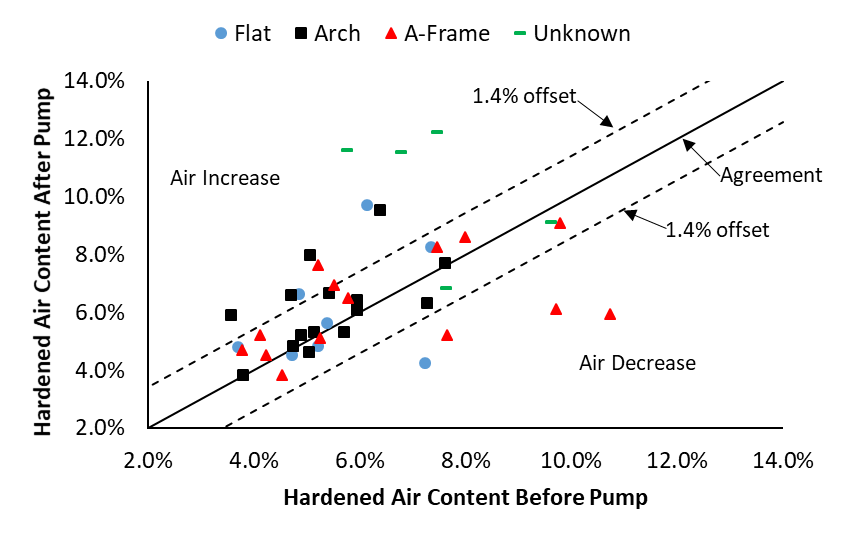 Flat Arch A-Frame Unknown
14.0%
12.0%
10.0%
8.0%
6.0%
4.0%
2.0%
Hardened Air Content After Pump
1.4% offset
Air Increase
Agreement
1.4% offset
Air Decrease
2.0% 4.0% 6.0% 8.0% 10.0% 12.0% 14.0%
Hardened Air Content Before Pump